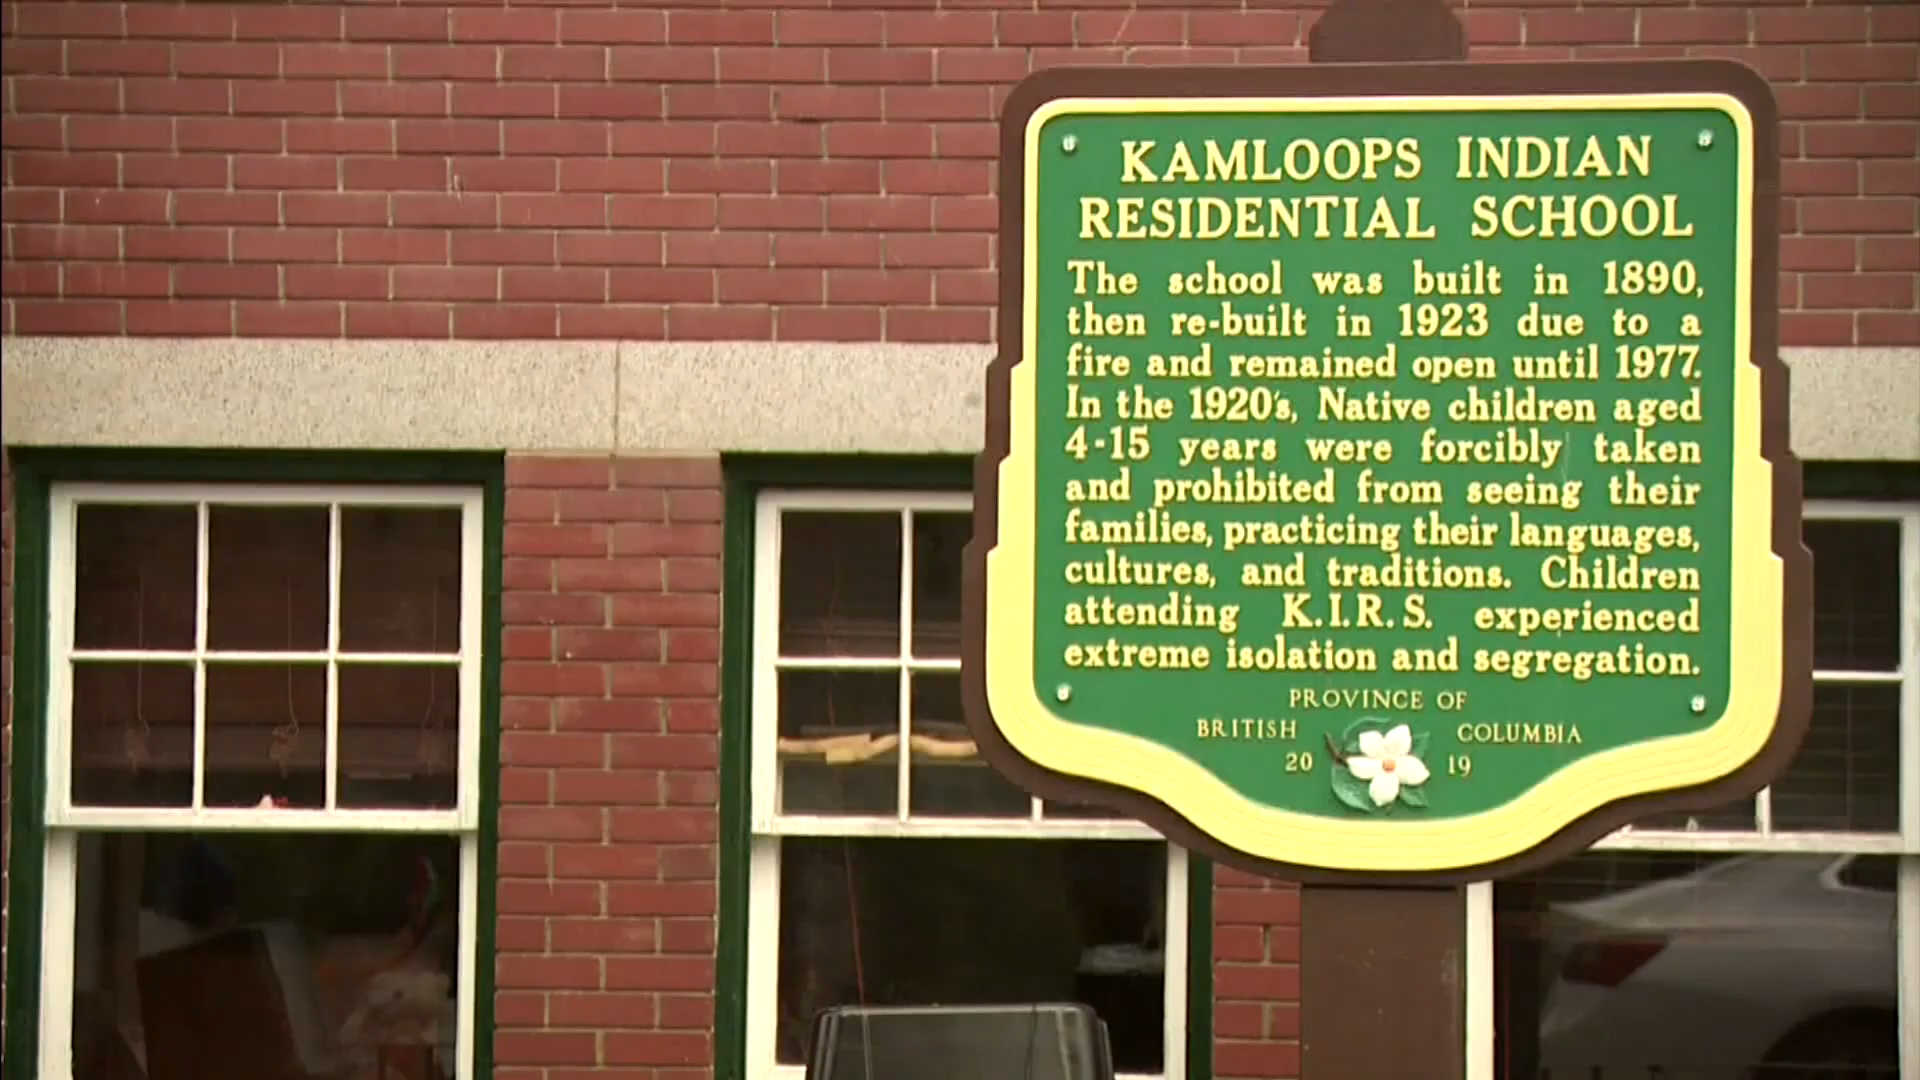 KAMLOOPS INDIAN
RESIDENTIAL SCHOOL
The school was built in 1890,
then re-built in 1923 due to a
fire and remained open until 1977.
In the 1920's, Native children aged
4-15 years were forcibly taken
and prohibited from seeing their
families, practicing their languages,
cultures, and traditions. Children
attending K.I.R.S. experienced
extreme isolation and segregation.
PROVINCE OF
BRITISH COLUMBIA
20 19